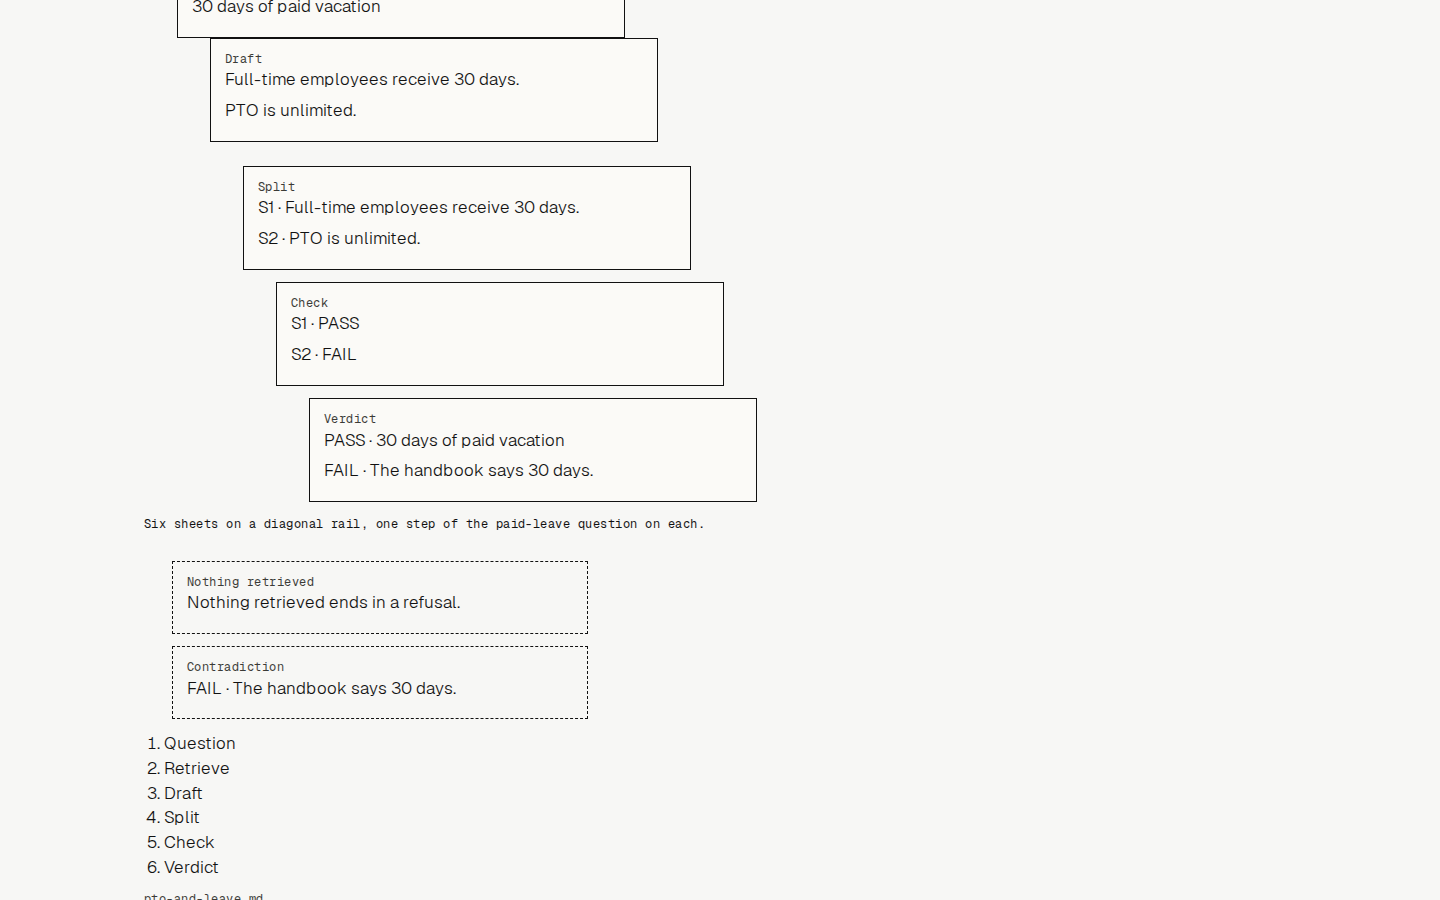 30 days of paid vacation
Draft
Full-time employees receive 30 days.
PTO is unlimited.
Split
S1 · Full-time employees receive 30 days.
S2 · PTO is unlimited.
Check
S1 · PASS
S2 · FAIL
Verdict
PASS · 30 days of paid vacation
FAIL · The handbook says 30 days.
Six sheets on a diagonal rail, one step of the paid-leave question on each.
Nothing retrieved
Nothing retrieved ends in a refusal.
Contradiction
FAIL · The handbook says 30 days.
1. Question
2. Retrieve
3. Draft
4. Split
5. Check
6. Verdict
pto-and-leave.md